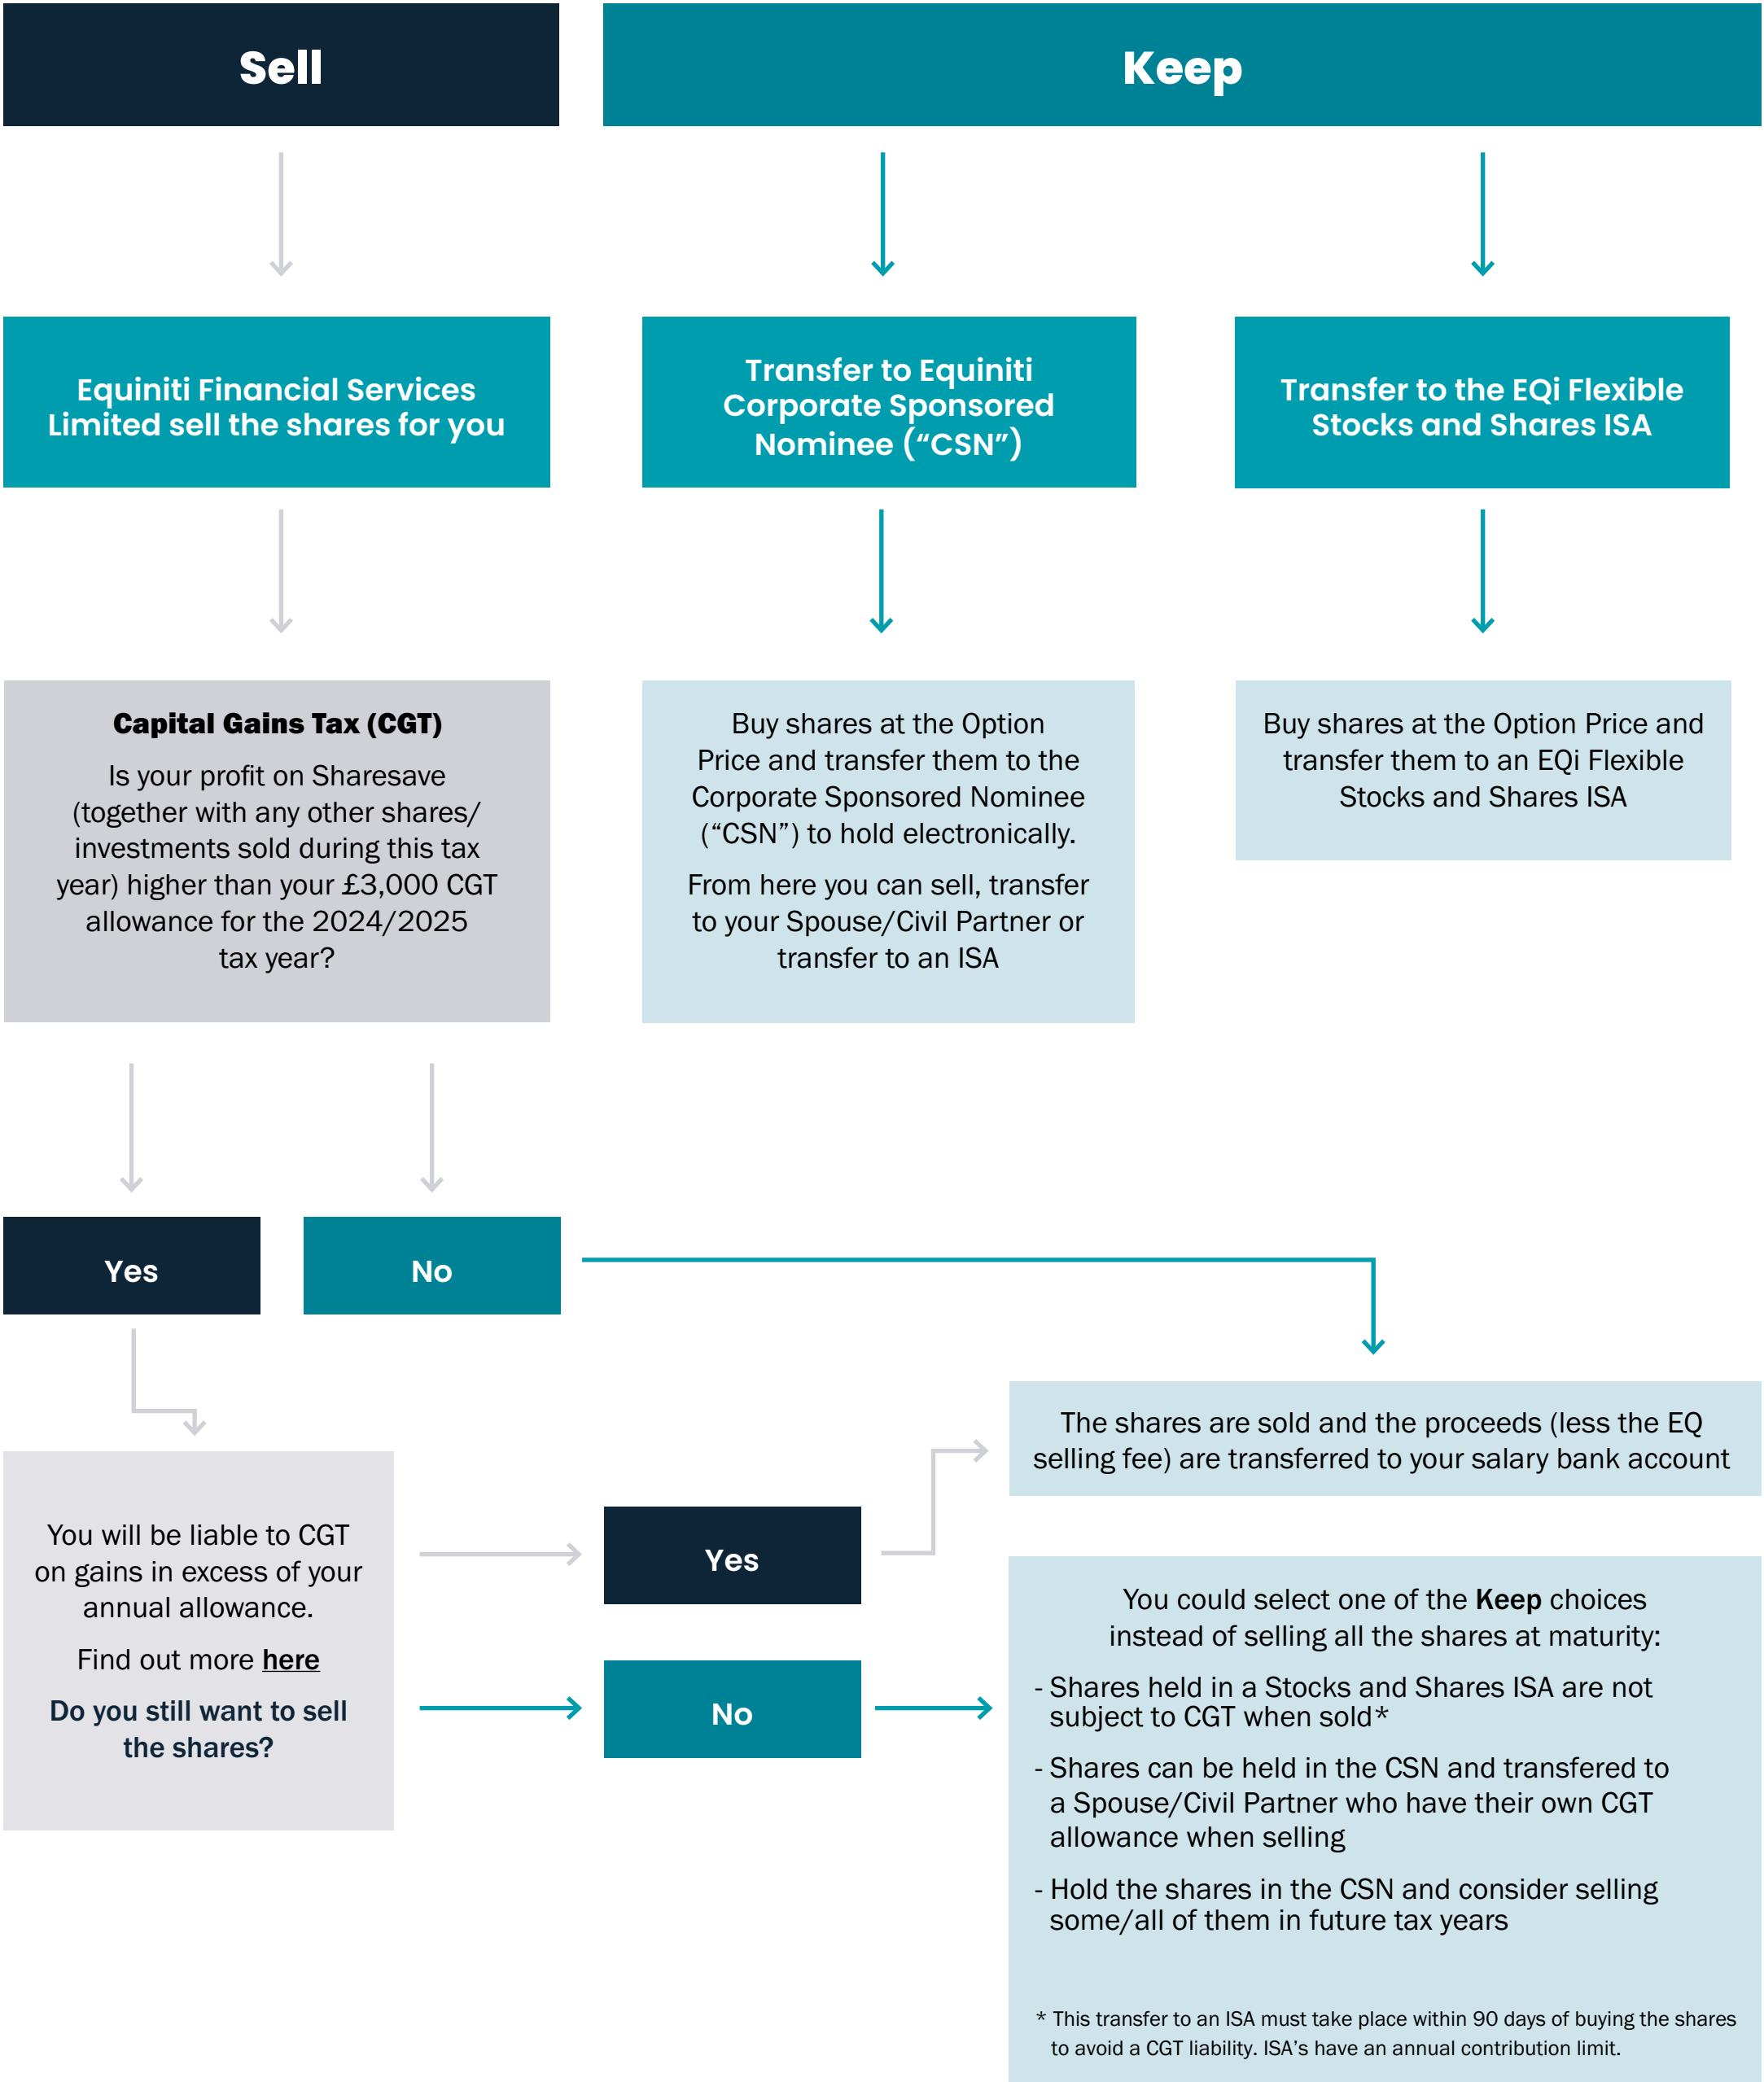 Sell
Keep
Equiniti Financial Services
Limited sell the shares for you
Transfer to Equiniti
Corporate Sponsored
Nominee (“CSN”)
Transfer to the EQi Flexible
Stocks and Shares ISA
Capital Gains Tax (CGT)
Is your profit on Sharesave
(together with any other shares/
investments sold during this tax
year) higher than your £3,000 CGT
allowance for the 2024/2025
tax year?
Buy shares at the Option
Price and transfer them to the
Corporate Sponsored Nominee
(“CSN”) to hold electronically.
From here you can sell, transfer
to your Spouse/Civil Partner or
transfer to an ISA
Buy shares at the Option Price and
transfer them to an EQi Flexible
Stocks and Shares ISA
Yes
No
You will be liable to CGT
on gains in excess of your
annual allowance.
Find out more here
Do you still want to sell
the shares?
Yes
No
The shares are sold and the proceeds (less the EQ
selling fee) are transferred to your salary bank account
You could select one of the Keep choices
instead of selling all the shares at maturity:
- Shares held in a Stocks and Shares ISA are not
subject to CGT when sold*
- Shares can be held in the CSN and transfered to
a Spouse/Civil Partner who have their own CGT
allowance when selling
- Hold the shares in the CSN and consider selling
some/all of them in future tax years
* This transfer to an ISA must take place within 90 days of buying the shares
to avoid a CGT liability. ISA's have an annual contribution limit.